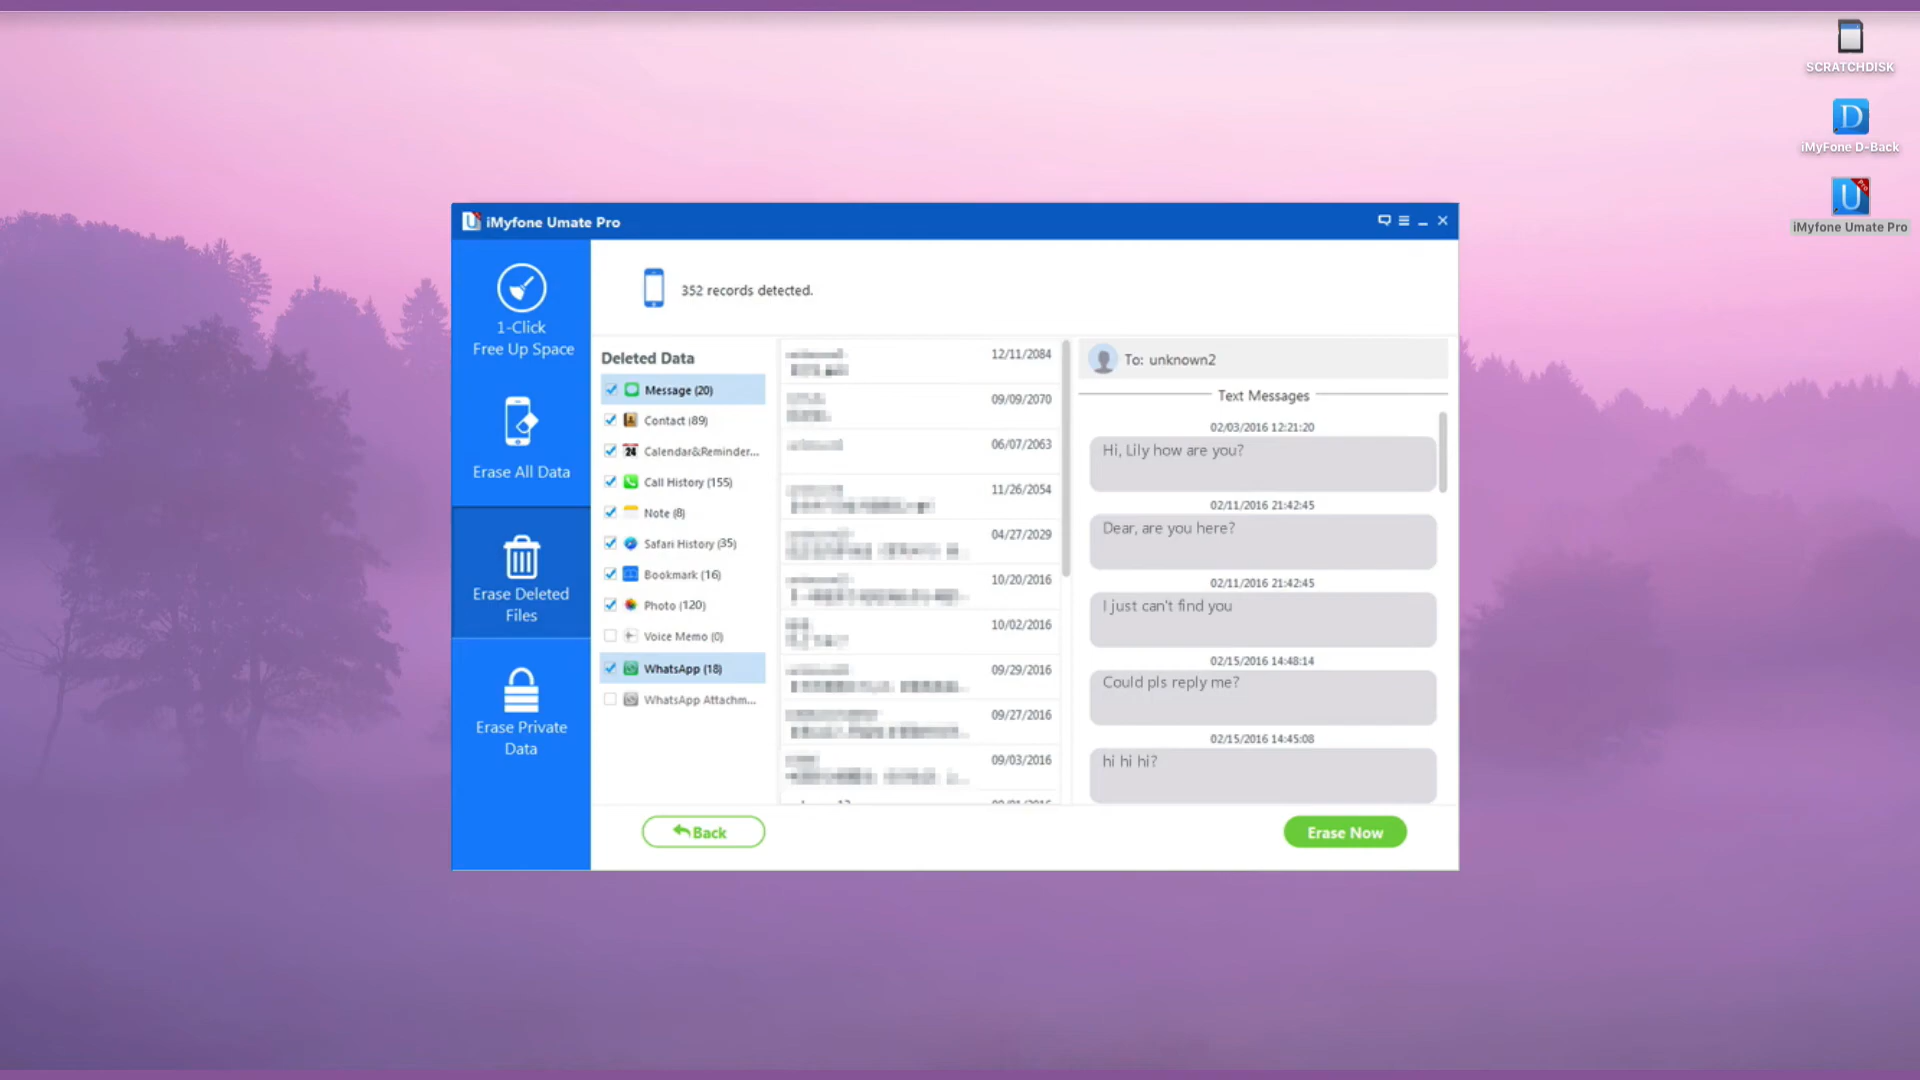 SCRATCHDISK
iMyFone D-Back
iMyfone Umate Pro
iMyfone Umate Pro
1-Click
Free Up Space
Erase All Data
Erase Deleted
Files
Erase Private
Data
352 records detected.
Deleted Data
Message (20)
Contact (89)
24 Calendar&Reminder...
Call History (155)
Note (8)
Safari History (35)
Bookmark (16)
Photo (120)
Voice Memo (0)
WhatsApp (18)
WhatsApp Attachm...
12/11/2084
09/09/2070
06/07/2063
11/26/2054
04/27/2029
10/20/2016
10/02/2016
09/29/2016
09/27/2016
09/03/2016
To: unknown2
Text Messages
02/03/2016 12:21:20
Hi, Lily how are you?
02/11/2016 21:42:45
Dear, are you here?
02/11/2016 21:42:45
I just can't find you
02/15/2016 14:48:14
Could pls reply me?
02/15/2016 14:45:08
hi hi hi?
Back
Erase Now